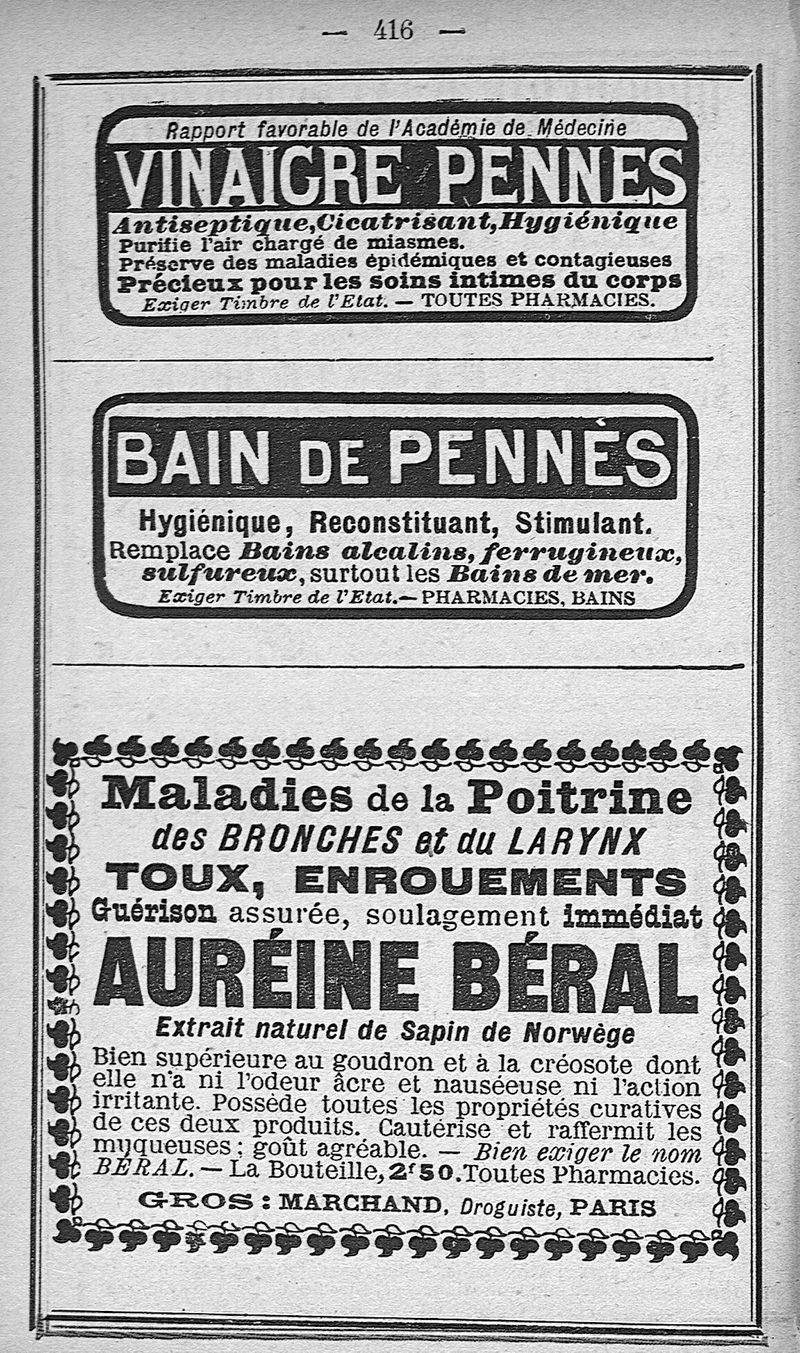 — 416 —
Rapport favorable de l'Académie de Médecine
VINAIGRE PENNES
Antiseptique, Cicatrisant, Hygiénique
Purifie l'air chargé de miasmes.
Préserve des maladies épidémiques et contagieuses
Précieux pour les soins intimes du corps
Exiger Timbre de l'Etat. — TOUTES PHARMACIES.
BAIN DE PENNÈS
Hygiénique, Reconstituant, Stimulant.
Remplace Bains alcalins, ferrugineux,
sulfureux, surtout les Bains de mer.
Exiger Timbre de l'Etat. — PHARMACIES, BAINS
Maladies de la Poitrine
des BRONCHES et du LARYNX
TOUX, ENROUEMENTS
Guérison assurée, soulagement immédiat
AURÉINE BÉRAL
Extrait naturel de Sapin de Norwège
Bien supérieure au goudron et à la créosote dont
elle n'a ni l'odeur âcre et nauséeuse ni l'action
irritante. Possède toutes les propriétés curatives
de ces deux produits. Cautérise et raffermit les
muqueuses ; goût agréable. — Bien exiger le nom
BÉRAL. — La Bouteille, 2f50. Toutes Pharmacies.
GROS : MARCHAND, Droguiste, PARIS